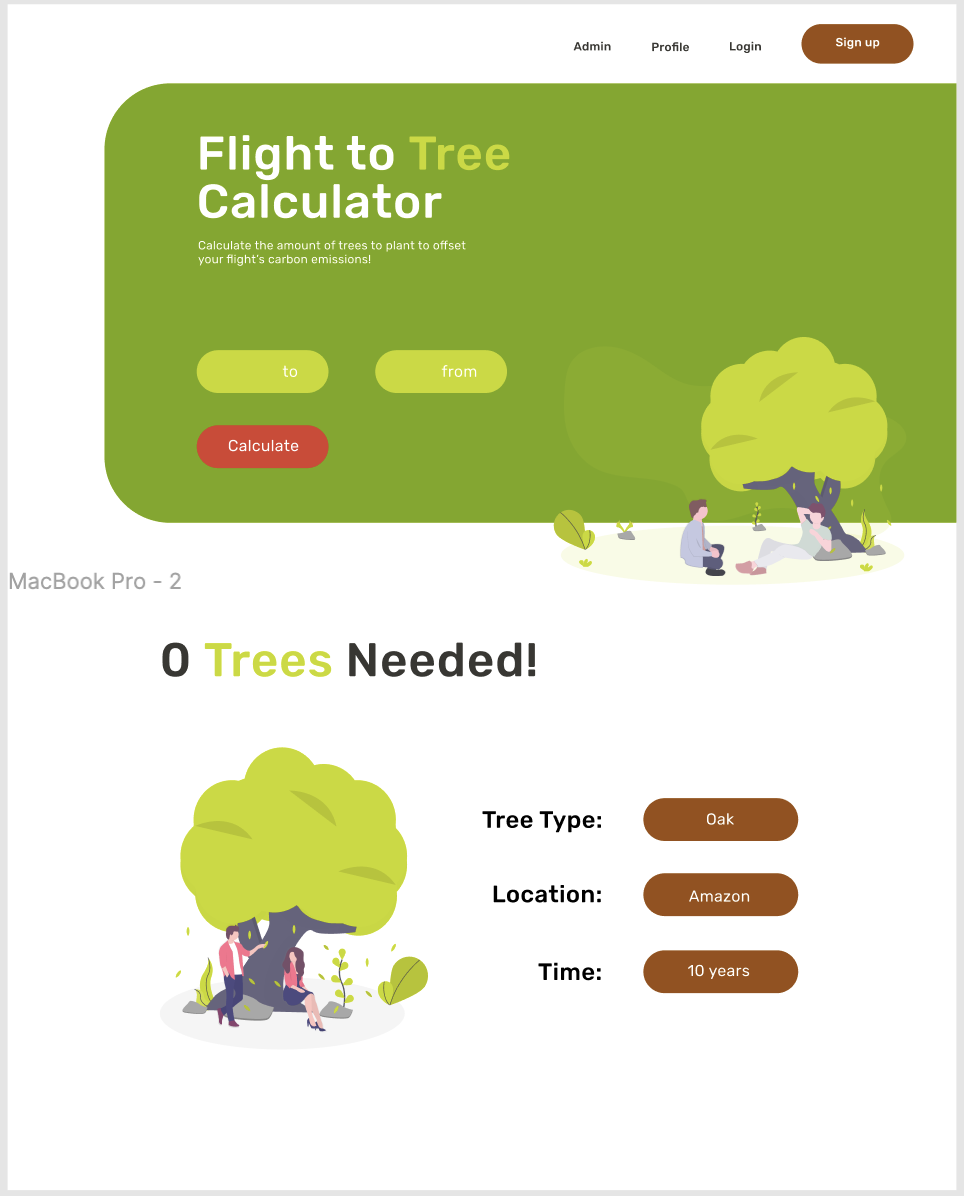 Admin Profile Login Sign up
Flight to Tree
Calculator
Calculate the amount of trees to plant to offset
your flight's carbon emissions!
to from
Calculate
MacBook Pro - 2
0 Trees Needed!
Tree Type: Oak
Location: Amazon
Time: 10 years